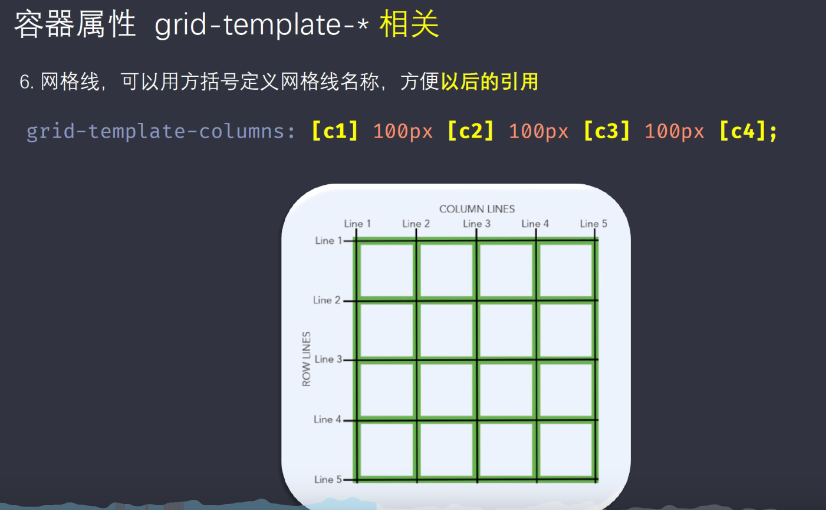 容器属性 grid-template-* 相关
6. 网格线，可以用方括号定义网格线名称，方便以后的引用
grid-template-columns: [c1] 100px [c2] 100px [c3] 100px [c4];
COLUMN LINES
Line 1 Line 2 Line 3 Line 4 Line 5
Line 1
Line 2
ROW LINES
Line 3
Line 4
Line 5